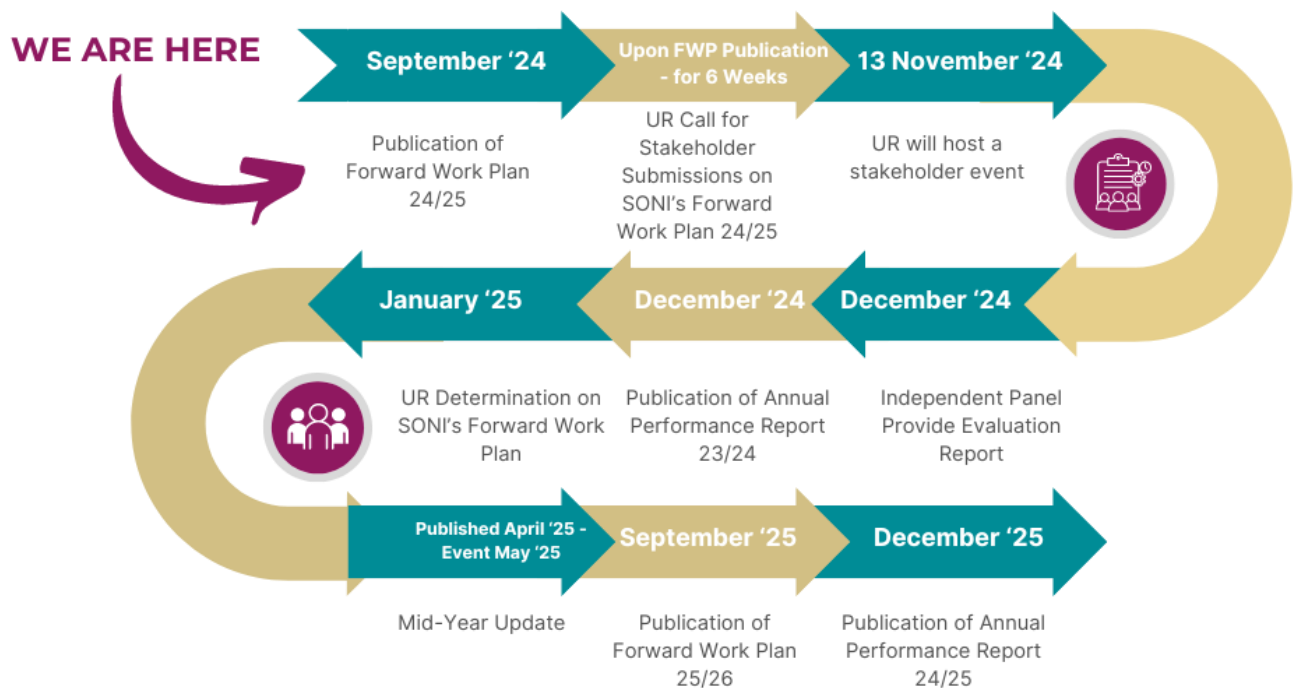 WE ARE HERE
September ‘24
Publication of
Forward Work Plan
24/25
Upon FWP Publication
- for 6 Weeks
UR Call for
Stakeholder
Submissions on
SONI’s Forward
Work Plan 24/25
13 November ‘24
UR will host a
stakeholder event
December ‘24
Independent Panel
Provide Evaluation
Report
December ‘24
Publication of Annual
Performance Report
23/24
January ‘25
UR Determination on
SONI’s Forward Work
Plan
Published April ‘25 -
Event May ‘25
Mid-Year Update
September ‘25
Publication of
Forward Work Plan
25/26
December ‘25
Publication of Annual
Performance Report
24/25